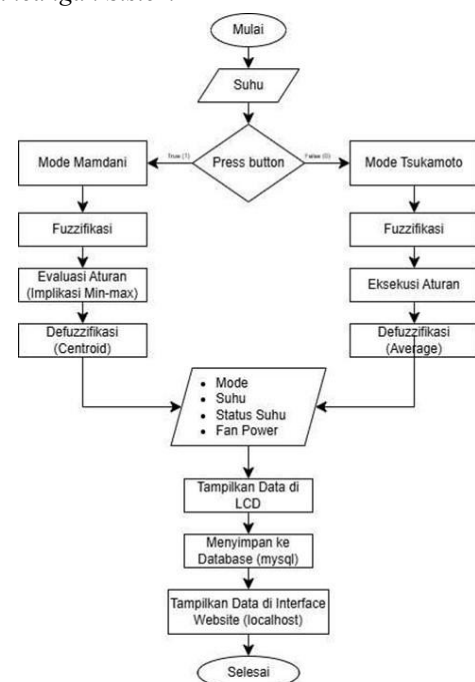 Mulai
Suhu
Press button
True (1)
False (0)
Mode Mamdani
Mode Tsukamoto
Fuzzifikasi
Fuzzifikasi
Evaluasi Aturan
(Implikasi Min-max)
Eksekusi Aturan
Defuzzifikasi
(Centroid)
Defuzzifikasi
(Average)
• Mode
• Suhu
• Status Suhu
• Fan Power
Tampilkan Data di
LCD
Menyimpan ke
Database (mysql)
Tampilkan Data di Interface
Website (localhost)
Selesai